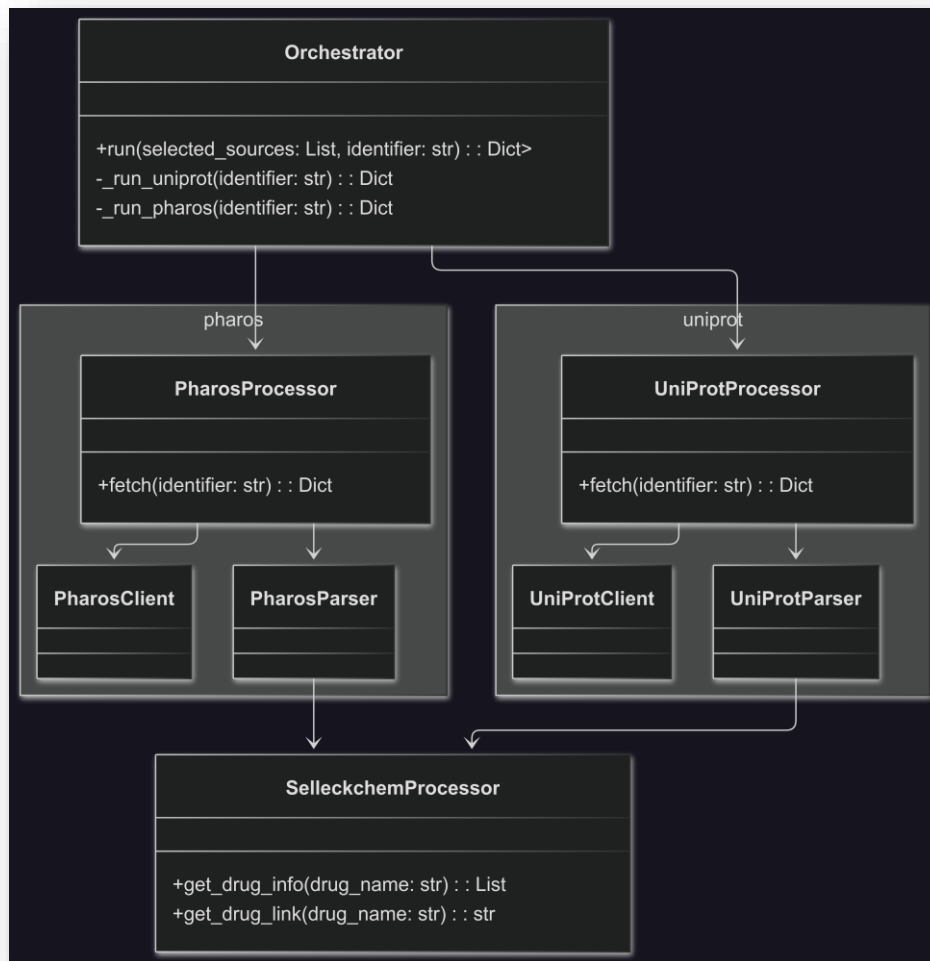 Orchestrator
+run(selected_sources: List, identifier: str) : : Dict>
-_run_uniprot(identifier: str) : : Dict
-_run_pharos(identifier: str) : : Dict
pharos
uniprot
PharosProcessor
+fetch(identifier: str) : : Dict
UniProtProcessor
+fetch(identifier: str) : : Dict
PharosClient
PharosParser
UniProtClient
UniProtParser
SelleckchemProcessor
+get_drug_info(drug_name: str) : : List
+get_drug_link(drug_name: str) : : str